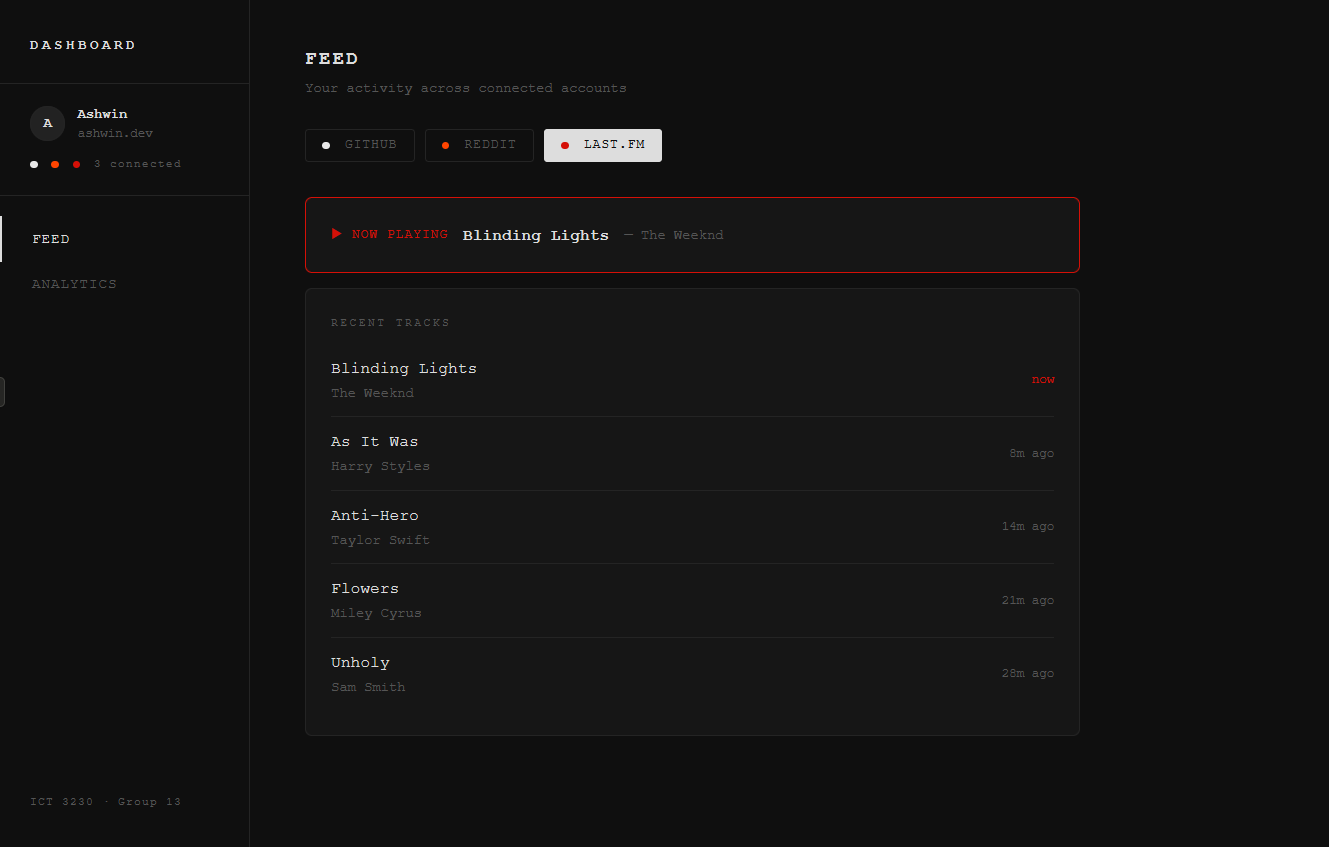 DASHBOARD
A
Ashwin
ashwin.dev
3 connected
FEED
ANALYTICS
ICT 3230 · Group 13
FEED
Your activity across connected accounts
GITHUB
REDDIT
LAST.FM
▶ NOW PLAYING Blinding Lights — The Weeknd
RECENT TRACKS
Blinding Lights
The Weeknd
now
As It Was
Harry Styles
8m ago
Anti-Hero
Taylor Swift
14m ago
Flowers
Miley Cyrus
21m ago
Unholy
Sam Smith
28m ago